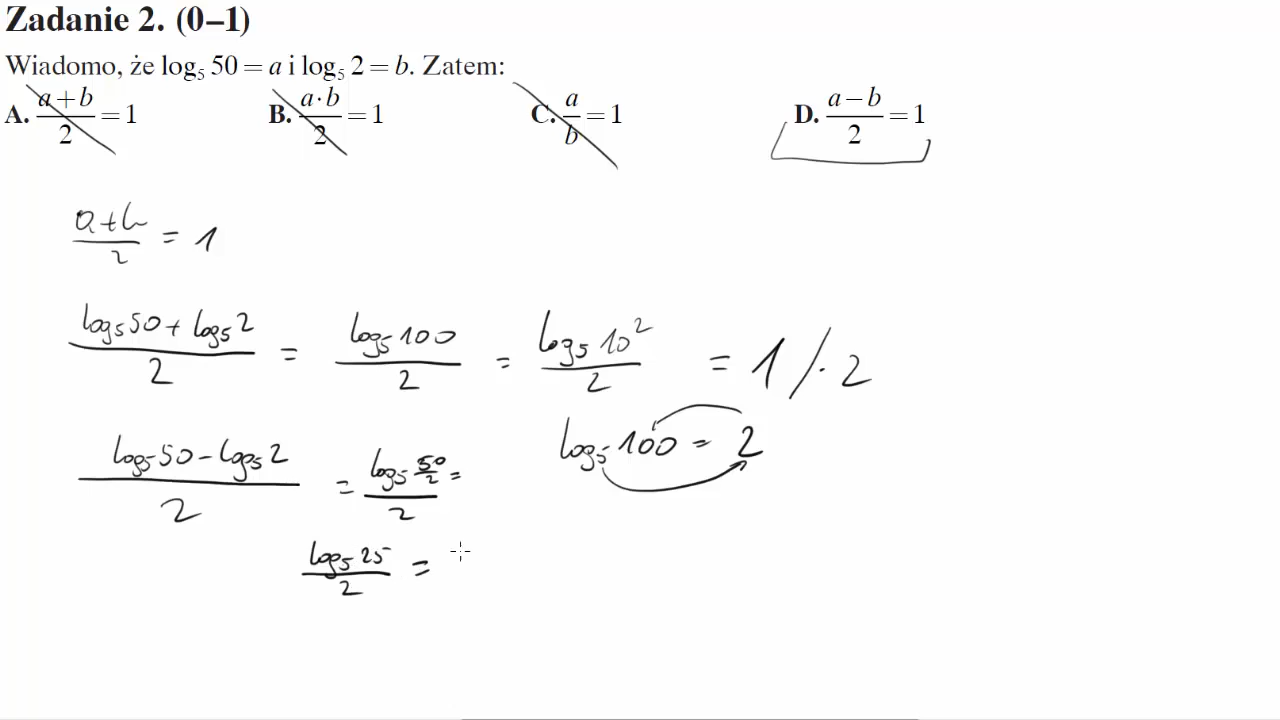 Zadanie 2. (0–1)
Wiadomo, że log₅ 50 = a i log₅ 2 = b. Zatem:
A. (a + b)/2 = 1 B. (a · b)/2 = 1 C. a/b = 1 D. (a − b)/2 = 1
(a+b)/2 = 1
(log₅50 + log₅2)/2 = (log₅100)/2 = (log₅10²)/2 = 1 /·2
log₅100 = 2
(log₅50 − log₅2)/2 = (log₅ 50/2)/2 =
(log₅25)/2 =